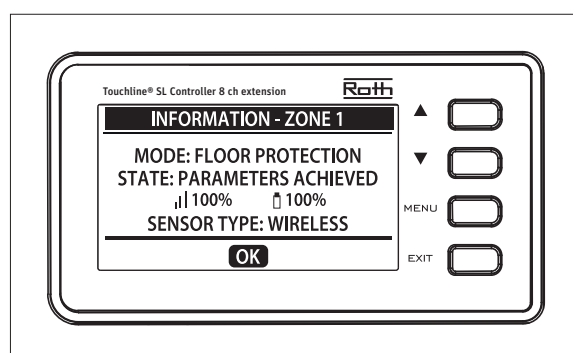 Touchline® SL Controller 8 ch extension
Roth
INFORMATION - ZONE 1
MODE: FLOOR PROTECTION
STATE: PARAMETERS ACHIEVED
100% 100%
SENSOR TYPE: WIRELESS
OK
MENU
EXIT